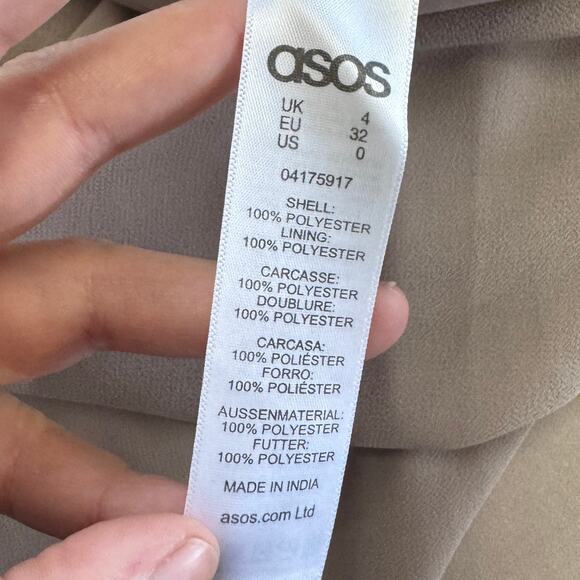 asos
UK 4
EU 32
US 0
04175917
SHELL:
100% POLYESTER
LINING:
100% POLYESTER
CARCASSE:
100% POLYESTER
DOUBLURE:
100% POLYESTER
CARCASA:
100% POLIÉSTER
FORRO:
100% POLIÉSTER
AUSSENMATERIAL:
100% POLYESTER
FUTTER:
100% POLYESTER
MADE IN INDIA
asos.com Ltd